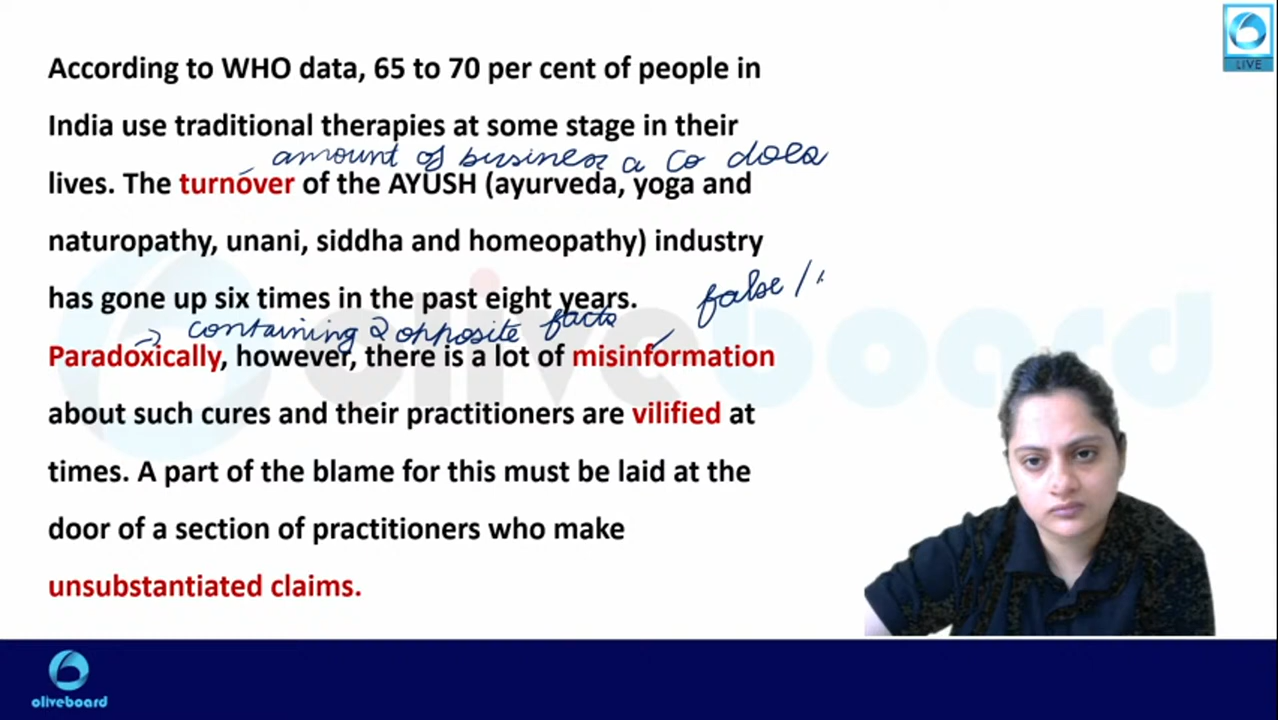 LIVE
According to WHO data, 65 to 70 per cent of people in
India use traditional therapies at some stage in their
amount of business a Co does
lives. The turnover of the AYUSH (ayurveda, yoga and
naturopathy, unani, siddha and homeopathy) industry
false /
has gone up six times in the past eight years.
containing 2 opposite facts
Paradoxically, however, there is a lot of misinformation
about such cures and their practitioners are vilified at
times. A part of the blame for this must be laid at the
door of a section of practitioners who make
unsubstantiated claims.
oliveboard
oliveboard